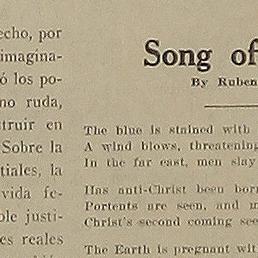 echo, por
imagina-
ó los po-
no ruda,
truir en
Sobre la
tiales, la
vida fe-
ble justi-
es reales
Song of
By Ruben
The blue is stained with
A wind blows, threatening
In the far east, men slay
Has anti-Christ been born
Portents are seen, and m
Christ's second coming see
The Earth is pregnant wit